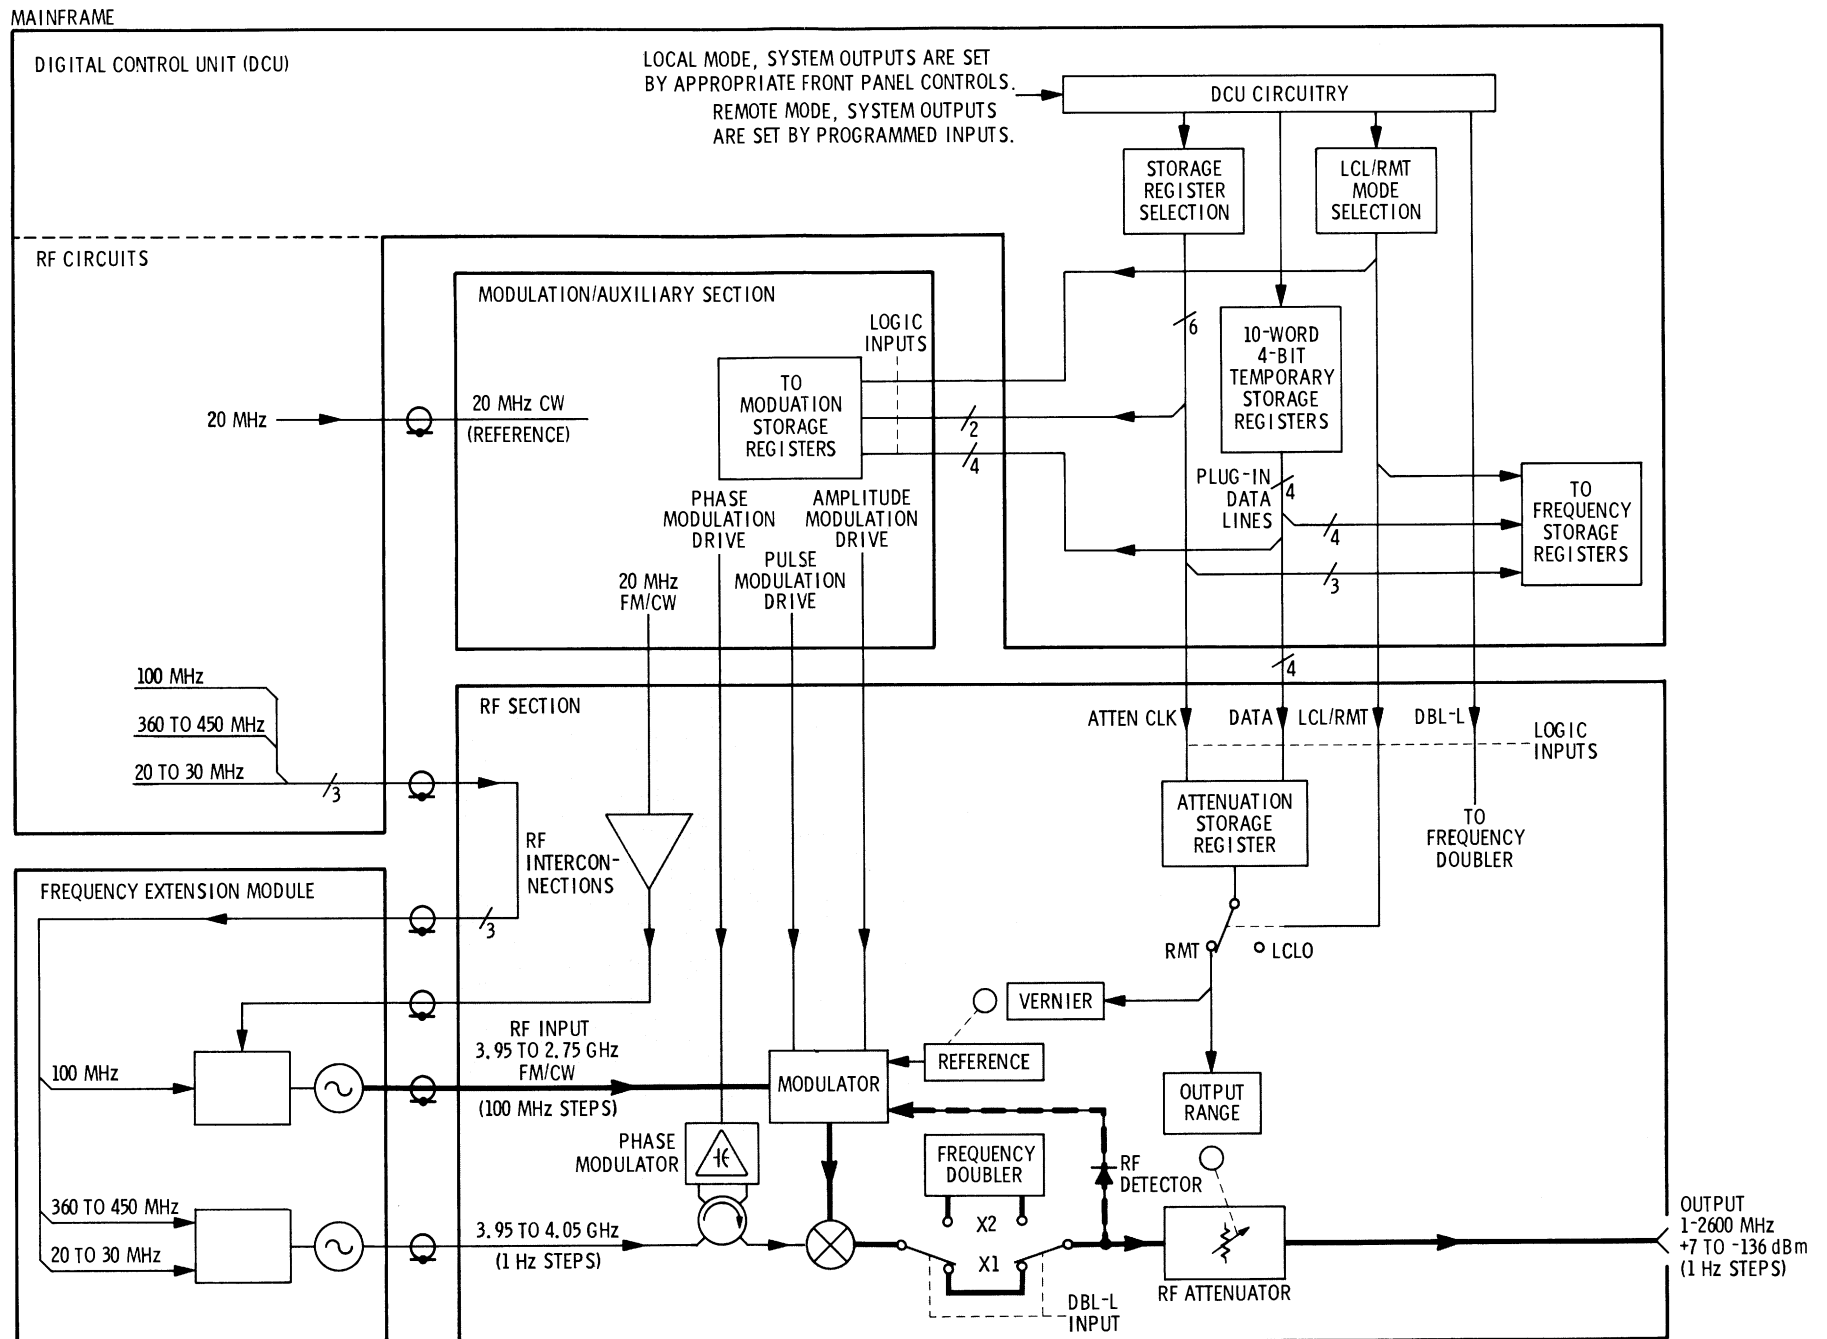 MAINFRAME
DIGITAL CONTROL UNIT (DCU)
LOCAL MODE, SYSTEM OUTPUTS ARE SET
BY APPROPRIATE FRONT PANEL CONTROLS.
REMOTE MODE, SYSTEM OUTPUTS
ARE SET BY PROGRAMMED INPUTS.
DCU CIRCUITRY
STORAGE
REGISTER
SELECTION
LCL/RMT
MODE
SELECTION
RF CIRCUITS
MODULATION/AUXILIARY SECTION
LOGIC
INPUTS
6
10-WORD
4-BIT
TEMPORARY
STORAGE
REGISTERS
TO
MODUATION
STORAGE
REGISTERS
20 MHz
20 MHz CW
(REFERENCE)
2
4
PLUG-IN
DATA
LINES
4
4
3
TO
FREQUENCY
STORAGE
REGISTERS
PHASE
MODULATION
DRIVE
AMPLITUDE
MODULATION
DRIVE
PULSE
MODULATION
DRIVE
20 MHz
FM/CW
4
100 MHz
360 TO 450 MHz
20 TO 30 MHz
3
RF SECTION
ATTEN CLK
DATA
LCL/RMT
DBL-L
LOGIC
INPUTS
ATTENUATION
STORAGE
REGISTER
TO
FREQUENCY
DOUBLER
RF
INTERCON-
NECTIONS
FREQUENCY EXTENSION MODULE
3
RMT
LCLO
VERNIER
REFERENCE
RF INPUT
3.95 TO 2.75 GHz
FM/CW
(100 MHz STEPS)
100 MHz
MODULATOR
OUTPUT
RANGE
PHASE
MODULATOR
FREQUENCY
DOUBLER
RF
DETECTOR
360 TO 450 MHz
20 TO 30 MHz
3.95 TO 4.05 GHz
(1 Hz STEPS)
X2
X1
DBL-L
INPUT
RF ATTENUATOR
OUTPUT
1-2600 MHz
+7 TO -136 dBm
(1 Hz STEPS)